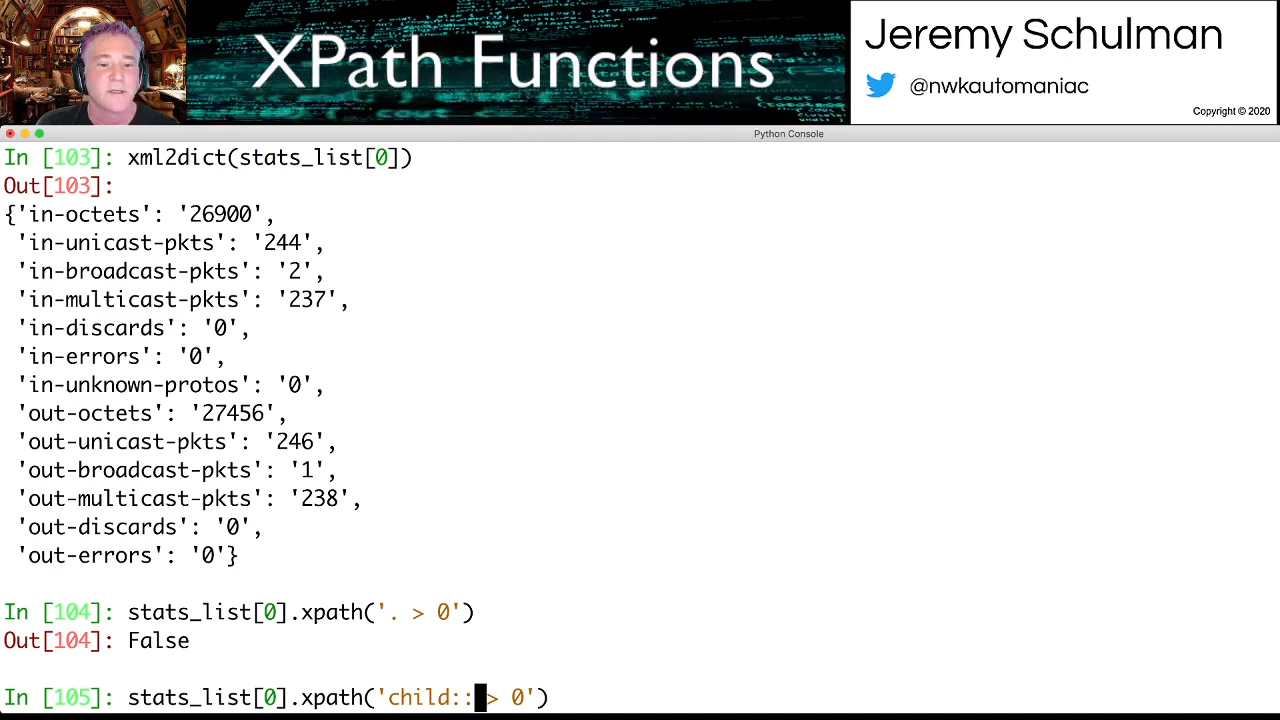 XPath Functions
Jeremy Schulman
@nwkautomaniac
Copyright © 2020
Python Console
In [103]: xml2dict(stats_list[0])
Out[103]:
{'in-octets': '26900',
 'in-unicast-pkts': '244',
 'in-broadcast-pkts': '2',
 'in-multicast-pkts': '237',
 'in-discards': '0',
 'in-errors': '0',
 'in-unknown-protos': '0',
 'out-octets': '27456',
 'out-unicast-pkts': '246',
 'out-broadcast-pkts': '1',
 'out-multicast-pkts': '238',
 'out-discards': '0',
 'out-errors': '0'}
In [104]: stats_list[0].xpath('. > 0')
Out[104]: False
In [105]: stats_list[0].xpath('child:: > 0')